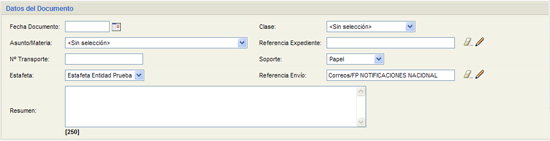 Datos del Documento
Fecha Documento: Clase: <Sin selección>
Asunto/Materia: <Sin selección> Referencia Expediente:
Nº Transporte: Soporte: Papel
Estafeta: Estafeta Entidad Prueba Referencia Envío: Correos/FP NOTIFICACIONES NACIONAL
Resumen:
[250]